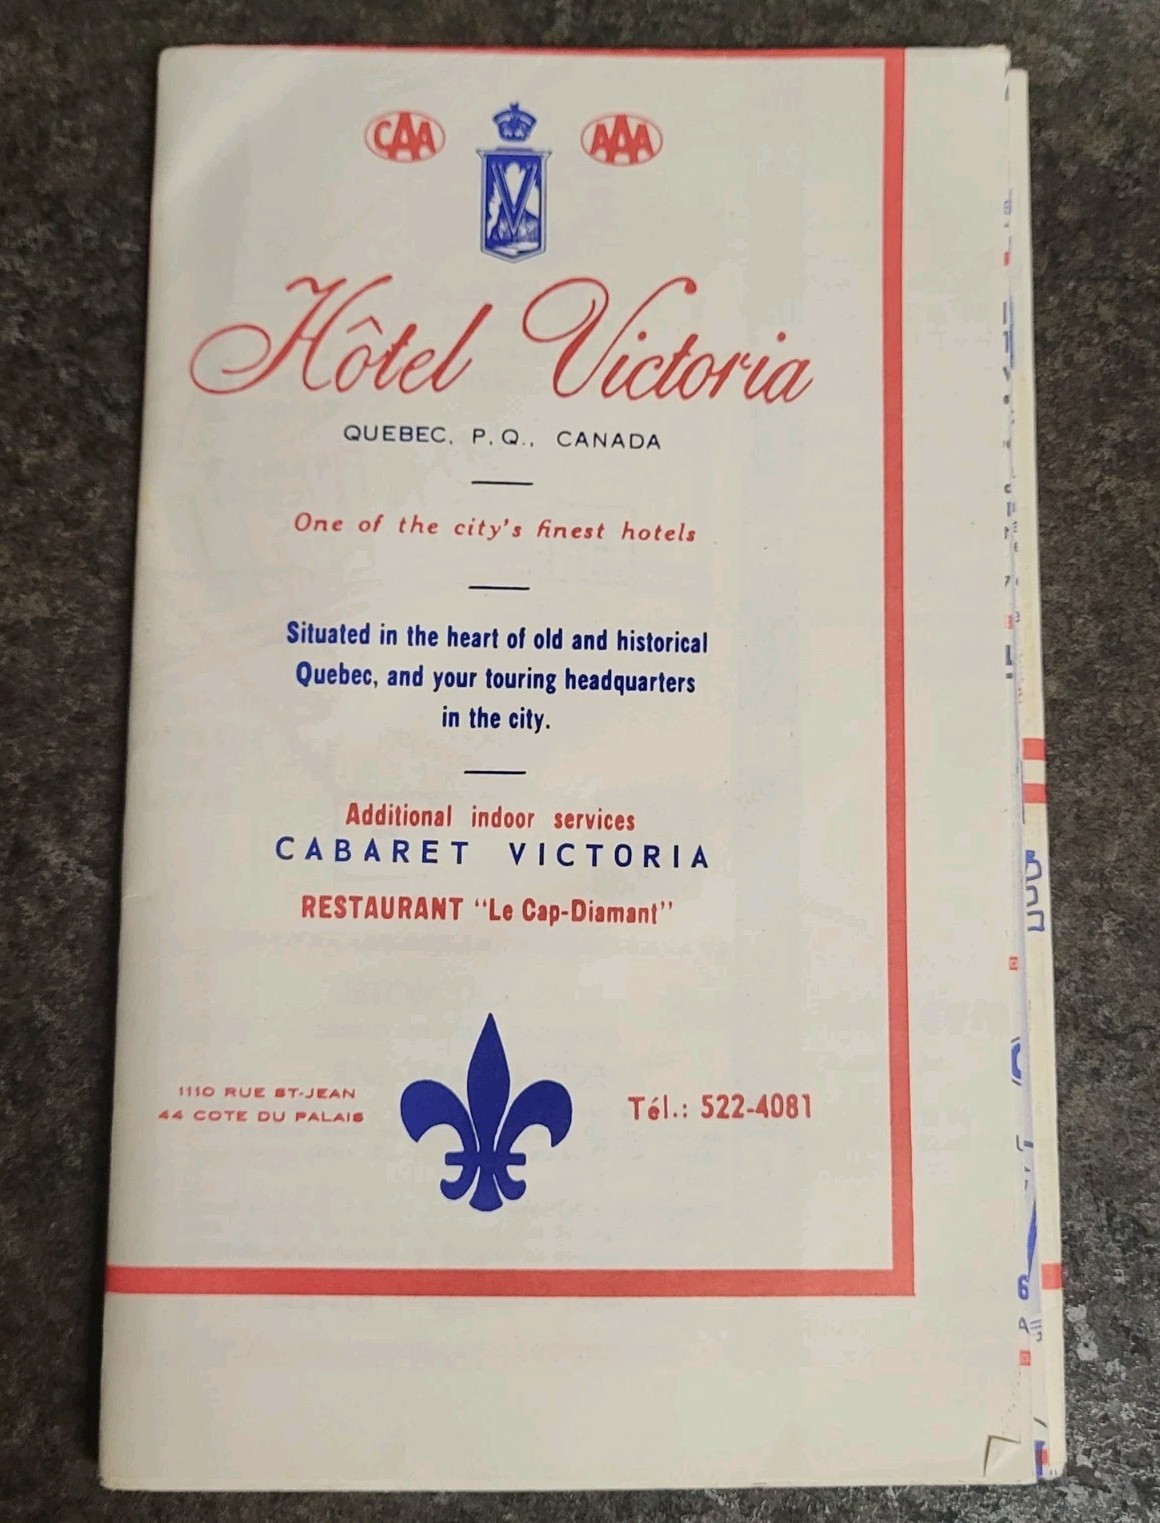 CAA
AAA
V
Hôtel Victoria
QUEBEC, P.Q., CANADA
One of the city's finest hotels
Situated in the heart of old and historical
Quebec, and your touring headquarters
in the city.
Additional indoor services
CABARET VICTORIA
RESTAURANT "Le Cap-Diamant"
1110 RUE ST-JEAN
44 COTE DU PALAIS
Tél.: 522-4081